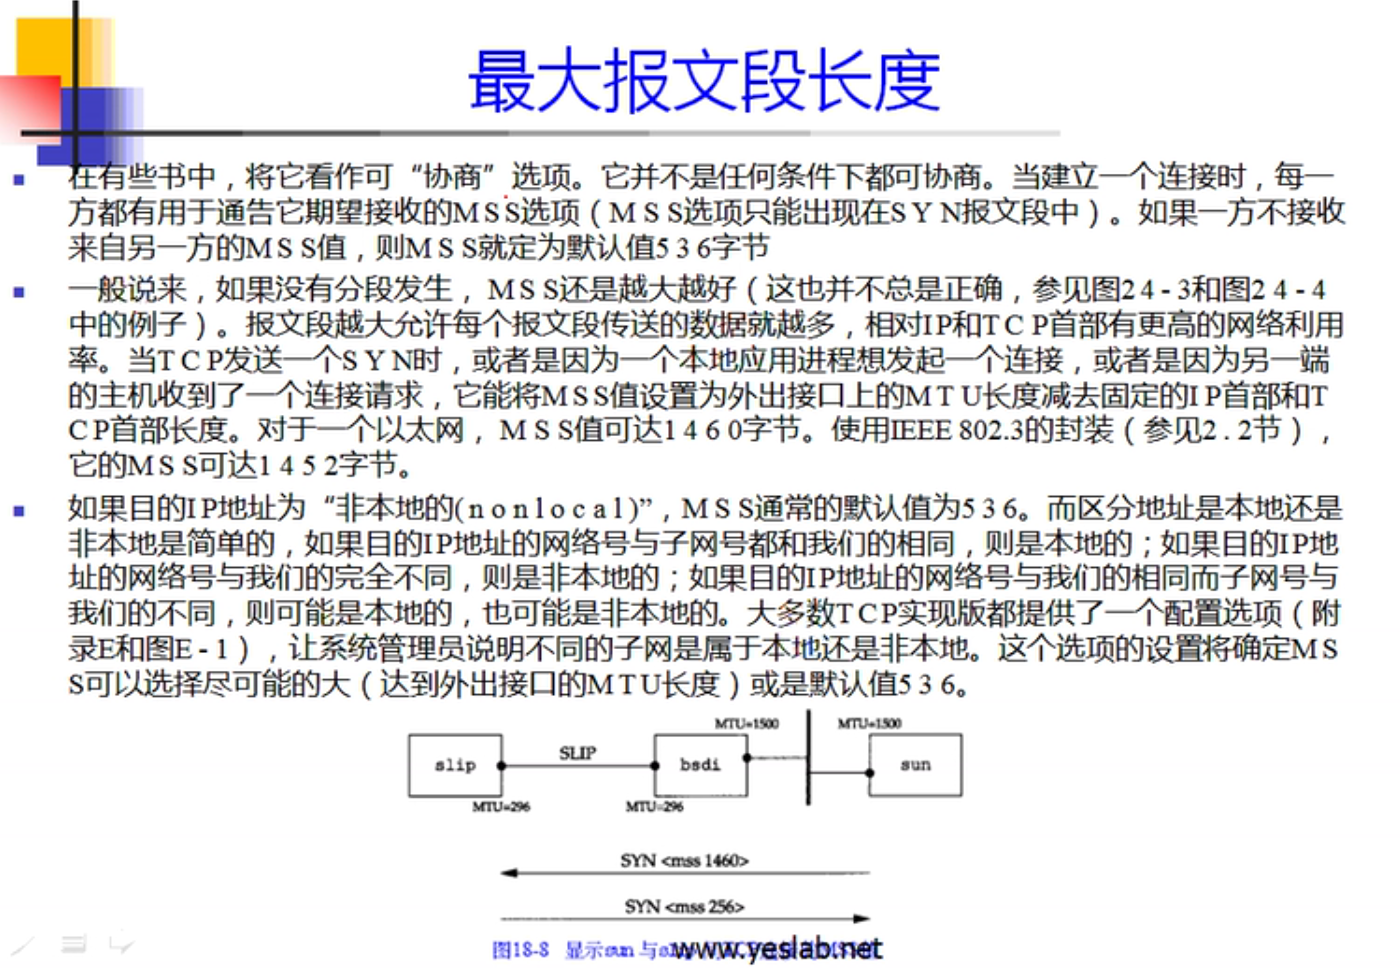 最大报文段长度
在有些书中，将它看作可“协商”选项。它并不是任何条件下都可协商。当建立一个连接时，每一
方都有用于通告它期望接收的MSS选项（MSS选项只能出现在SYN报文段中）。如果一方不接收
来自另一方的MSS值，则MSS就定为默认值536字节
一般说来，如果没有分段发生，MSS还是越大越好（这也并不总是正确，参见图24-3和图24-4
中的例子）。报文段越大允许每个报文段传送的数据就越多，相对IP和TCP首部有更高的网络利用
率。当TCP发送一个SYN时，或者是因为一个本地应用进程想发起一个连接，或者是因为另一端
的主机收到了一个连接请求，它能将MSS值设置为外出接口上的MTU长度减去固定的IP首部和T
CP首部长度。对于一个以太网，MSS值可达1460字节。使用IEEE 802.3的封装（参见2.2节），
它的MSS可达1452字节。
如果目的IP地址为“非本地的(nonlocal)”，MSS通常的默认值为536。而区分地址是本地还是
非本地是简单的，如果目的IP地址的网络号与子网号都和我们的相同，则是本地的；如果目的IP地
址的网络号与我们的完全不同，则是非本地的；如果目的IP地址的网络号与我们的相同而子网号与
我们的不同，则可能是本地的，也可能是非本地的。大多数TCP实现版都提供了一个配置选项（附
录E和图E-1），让系统管理员说明不同的子网是属于本地还是非本地。这个选项的设置将确定MS
S可以选择尽可能的大（达到外出接口的MTU长度）或是默认值536。
MTU=1500
MTU=1500
slip
SLIP
bsdi
sun
MTU=296
MTU=296
SYN <mss 1460>
SYN <mss 256>
图18-8 显示sun与
www.yeslab.net